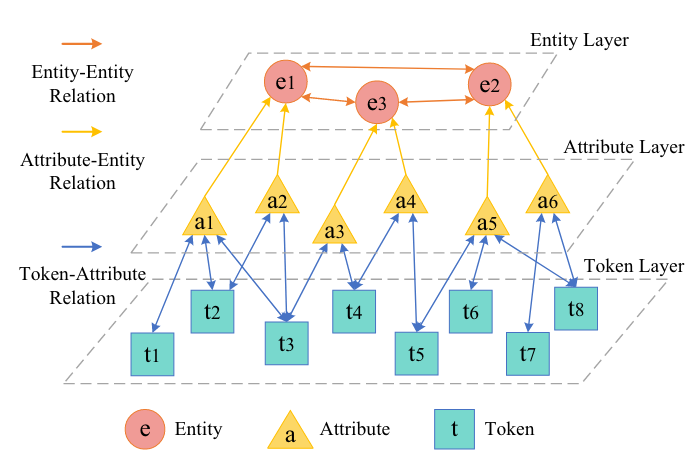 Entity Layer
e1
e2
e3
Entity-Entity
Relation
Attribute-Entity
Relation
Attribute Layer
a1
a2
a3
a4
a5
a6
Token-Attribute
Relation
Token Layer
t1
t2
t3
t4
t5
t6
t7
t8
e Entity
a Attribute
t Token